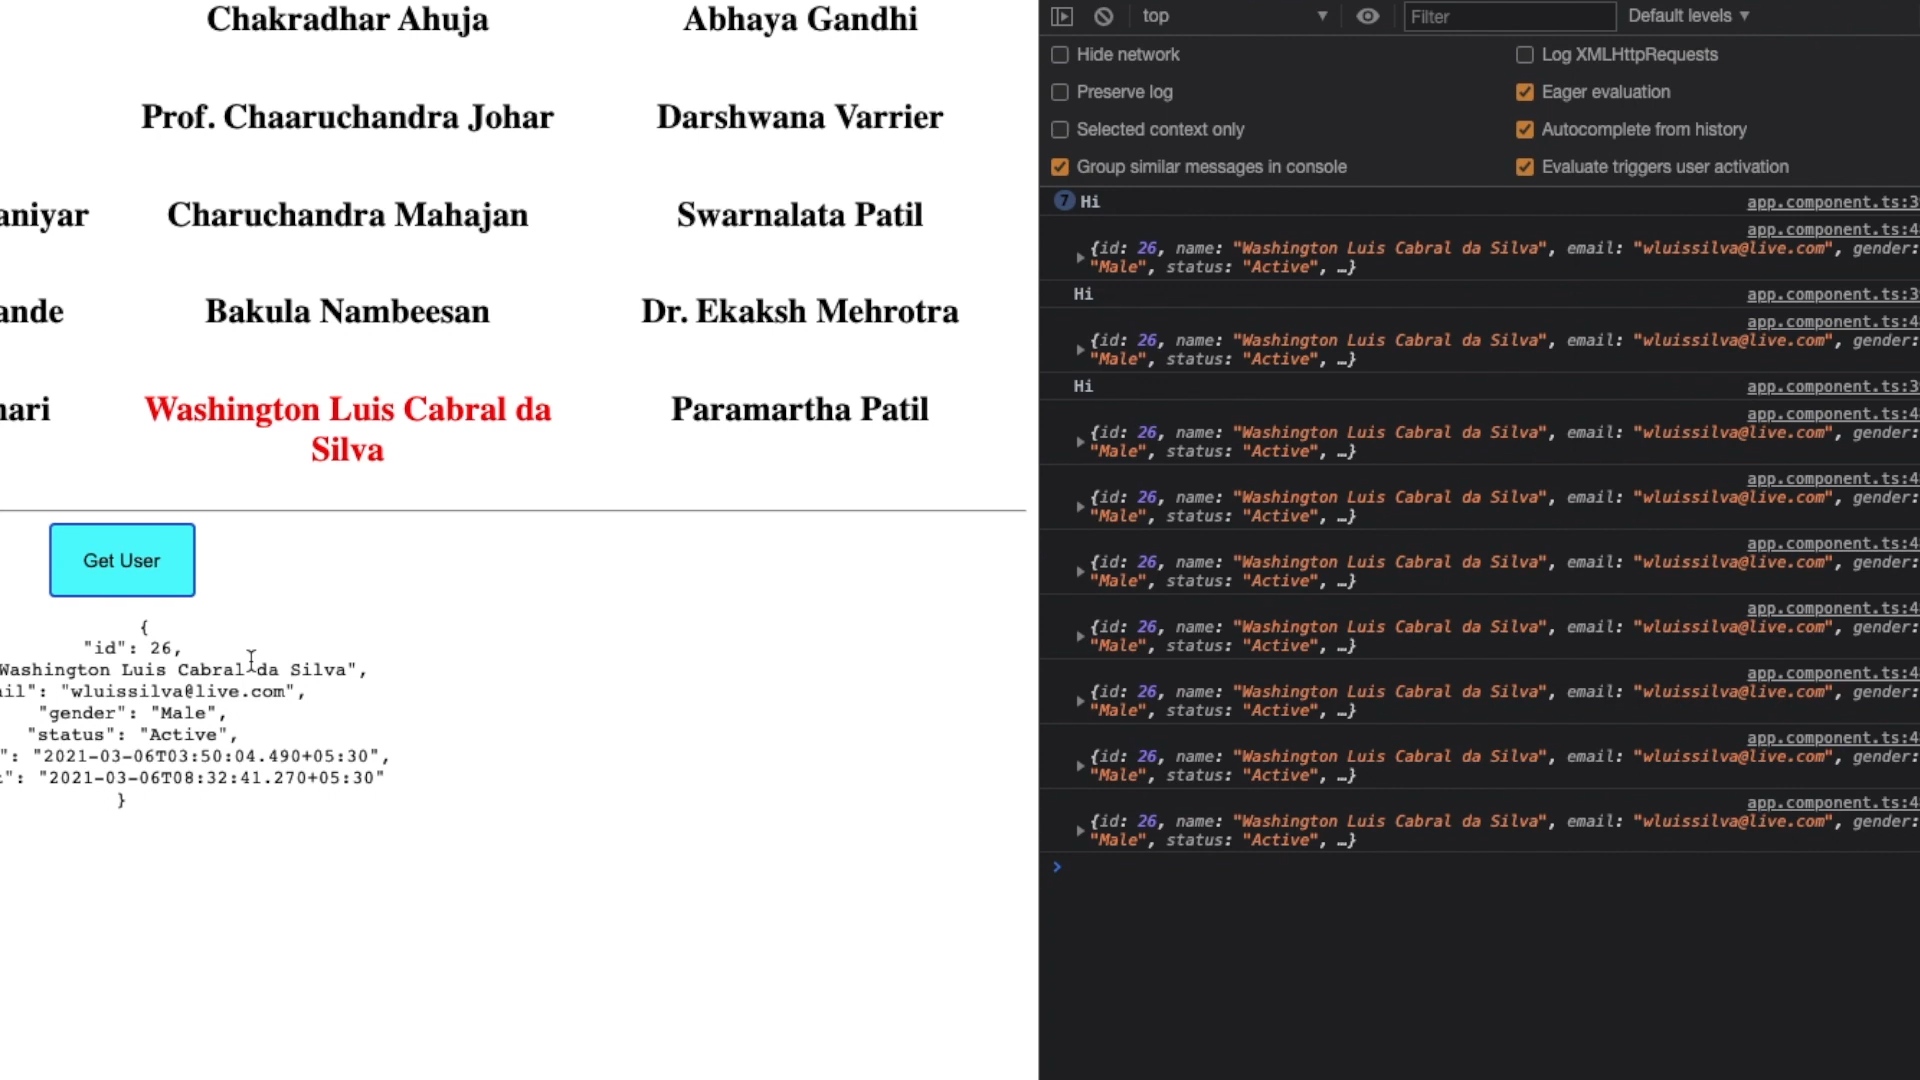 Chakradhar Ahuja Abhaya Gandhi
Prof. Chaaruchandra Johar Darshwana Varrier
aniyar Charuchandra Mahajan Swarnalata Patil
ande Bakula Nambeesan Dr. Ekaksh Mehrotra
nari Washington Luis Cabral da Paramartha Patil
Silva
Get User
{
"id": 26,
Washington Luis Cabral da Silva",
ail": "wluissilva@live.com",
"gender": "Male",
"status": "Active",
": "2021-03-06T03:50:04.490+05:30",
": "2021-03-06T08:32:41.270+05:30"
}
top Filter Default levels
Hide network Log XMLHttpRequests
Preserve log Eager evaluation
Selected context only Autocomplete from history
Group similar messages in console Evaluate triggers user activation
7 Hi app.component.ts:3
app.component.ts:4
{id: 26, name: "Washington Luis Cabral da Silva", email: "wluissilva@live.com", gender:
"Male", status: "Active", …}
Hi app.component.ts:3
app.component.ts:4
{id: 26, name: "Washington Luis Cabral da Silva", email: "wluissilva@live.com", gender:
"Male", status: "Active", …}
Hi app.component.ts:3
app.component.ts:4
{id: 26, name: "Washington Luis Cabral da Silva", email: "wluissilva@live.com", gender:
"Male", status: "Active", …}
app.component.ts:4
{id: 26, name: "Washington Luis Cabral da Silva", email: "wluissilva@live.com", gender:
"Male", status: "Active", …}
app.component.ts:4
{id: 26, name: "Washington Luis Cabral da Silva", email: "wluissilva@live.com", gender:
"Male", status: "Active", …}
app.component.ts:4
{id: 26, name: "Washington Luis Cabral da Silva", email: "wluissilva@live.com", gender:
"Male", status: "Active", …}
app.component.ts:4
{id: 26, name: "Washington Luis Cabral da Silva", email: "wluissilva@live.com", gender:
"Male", status: "Active", …}
app.component.ts:4
{id: 26, name: "Washington Luis Cabral da Silva", email: "wluissilva@live.com", gender:
"Male", status: "Active", …}
app.component.ts:4
{id: 26, name: "Washington Luis Cabral da Silva", email: "wluissilva@live.com", gender:
"Male", status: "Active", …}